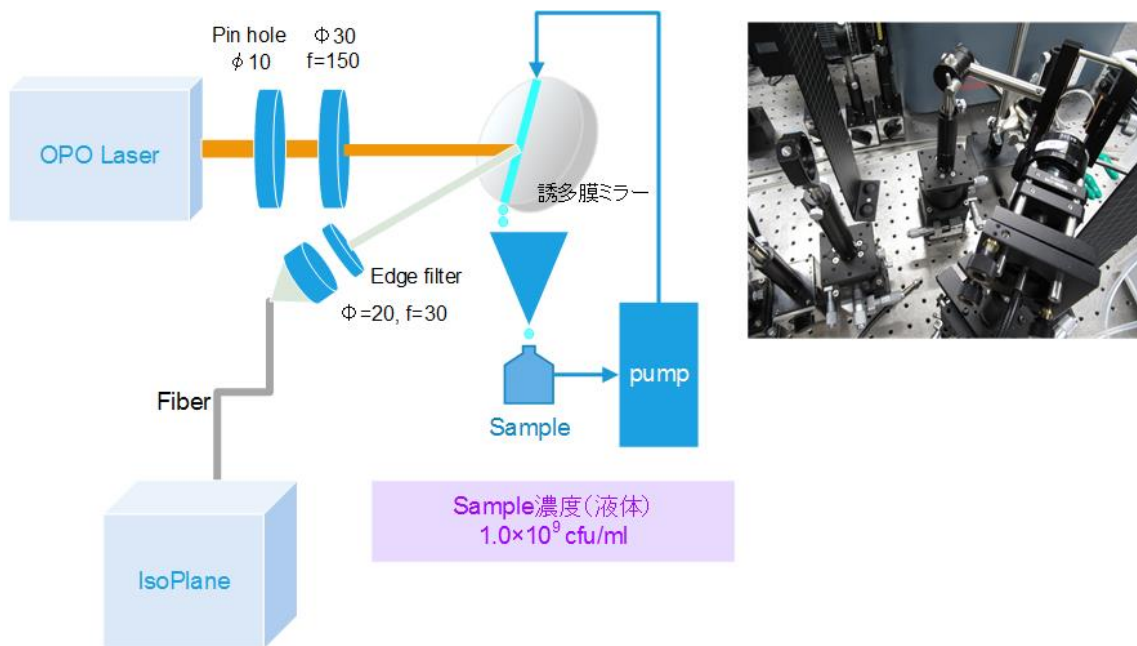 Pin hole
φ10
Φ30
f=150
OPO Laser
誘多膜ミラー
Edge filter
Φ=20, f=30
Fiber
pump
Sample
Sample濃度(液体)
1.0×10⁹ cfu/ml
IsoPlane